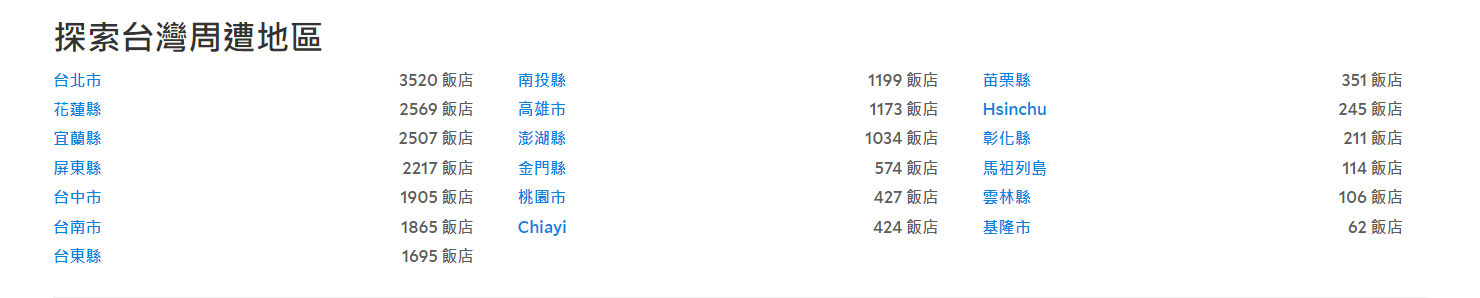 探索台灣周遭地區
台北市 3520 飯店
花蓮縣 2569 飯店
宜蘭縣 2507 飯店
屏東縣 2217 飯店
台中市 1905 飯店
台南市 1865 飯店
台東縣 1695 飯店
南投縣 1199 飯店
高雄市 1173 飯店
澎湖縣 1034 飯店
金門縣 574 飯店
桃園市 427 飯店
Chiayi 424 飯店
苗栗縣 351 飯店
Hsinchu 245 飯店
彰化縣 211 飯店
馬祖列島 114 飯店
雲林縣 106 飯店
基隆市 62 飯店